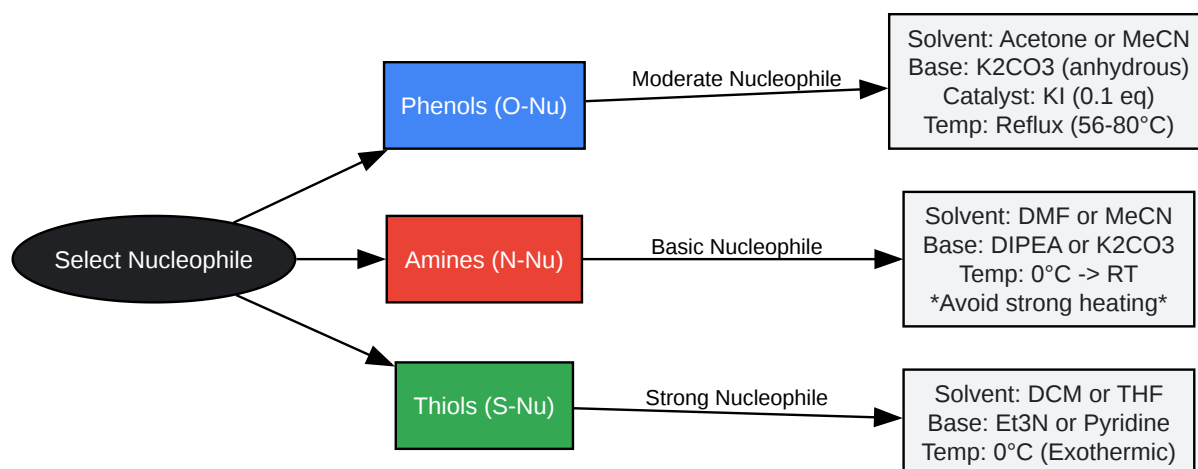 Select Nucleophile
Phenols (O-Nu)
Moderate Nucleophile
Solvent: Acetone or MeCN
Base: K2CO3 (anhydrous)
Catalyst: KI (0.1 eq)
Temp: Reflux (56-80°C)
Amines (N-Nu)
Basic Nucleophile
Solvent: DMF or MeCN
Base: DIPEA or K2CO3
Temp: 0°C -> RT
*Avoid strong heating*
Thiols (S-Nu)
Strong Nucleophile
Solvent: DCM or THF
Base: Et3N or Pyridine
Temp: 0°C (Exothermic)